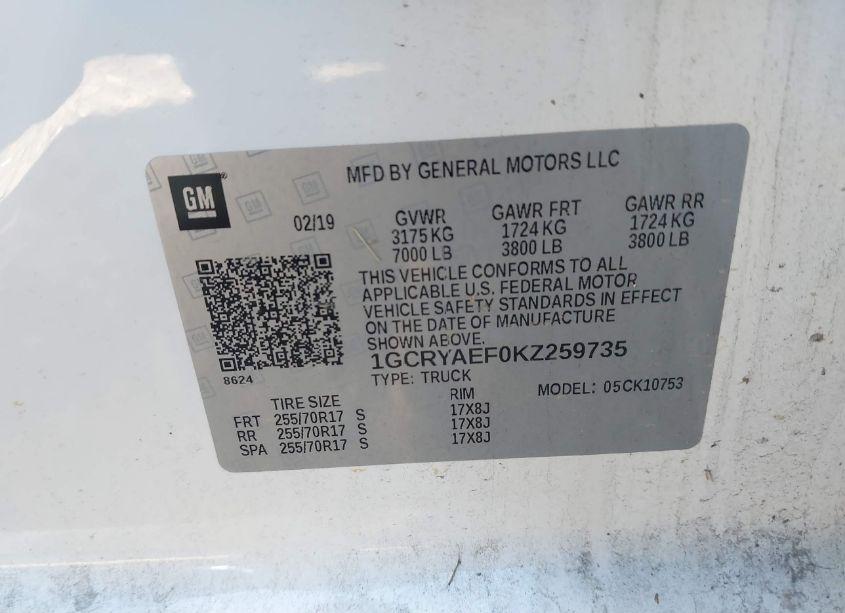 MFD BY GENERAL MOTORS LLC
GM
02/19
GVWR GAWR FRT GAWR RR
3175 KG 1724 KG 1724 KG
7000 LB 3800 LB 3800 LB
THIS VEHICLE CONFORMS TO ALL
APPLICABLE U.S. FEDERAL MOTOR
VEHICLE SAFETY STANDARDS IN EFFECT
ON THE DATE OF MANUFACTURE
SHOWN ABOVE.
1GCRYAEF0KZ259735
8624
TYPE: TRUCK MODEL: 05CK10753
TIRE SIZE RIM
FRT 255/70R17 S 17X8J
RR 255/70R17 S 17X8J
SPA 255/70R17 S 17X8J